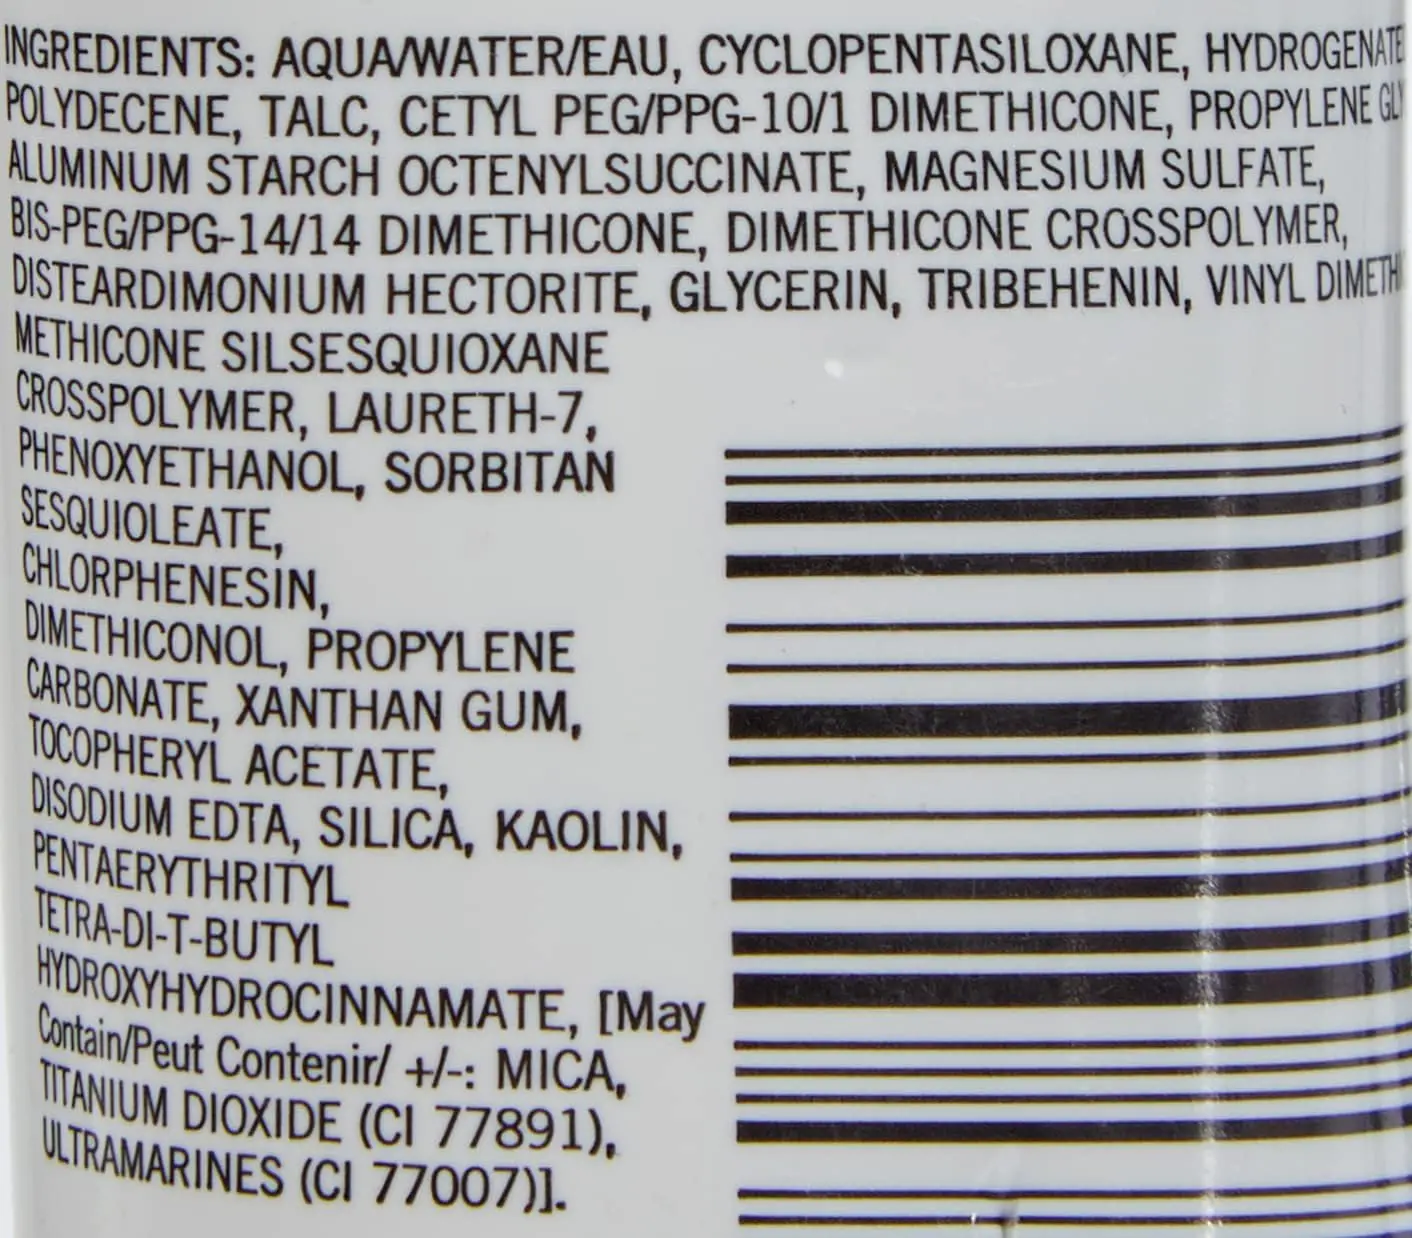 INGREDIENTS: AQUA/WATER/EAU, CYCLOPENTASILOXANE, HYDROGENATE
POLYDECENE, TALC, CETYL PEG/PPG-10/1 DIMETHICONE, PROPYLENE GLY
ALUMINUM STARCH OCTENYLSUCCINATE, MAGNESIUM SULFATE,
BIS-PEG/PPG-14/14 DIMETHICONE, DIMETHICONE CROSSPOLYMER,
DISTEARDIMONIUM HECTORITE, GLYCERIN, TRIBEHENIN, VINYL DIMETH
METHICONE SILSESQUIOXANE
CROSSPOLYMER, LAURETH-7,
PHENOXYETHANOL, SORBITAN
SESQUIOLEATE,
CHLORPHENESIN,
DIMETHICONOL, PROPYLENE
CARBONATE, XANTHAN GUM,
TOCOPHERYL ACETATE,
DISODIUM EDTA, SILICA, KAOLIN,
PENTAERYTHRITYL
TETRA-DI-T-BUTYL
HYDROXYHYDROCINNAMATE, [May
Contain/Peut Contenir/ +/-: MICA,
TITANIUM DIOXIDE (CI 77891),
ULTRAMARINES (CI 77007)].